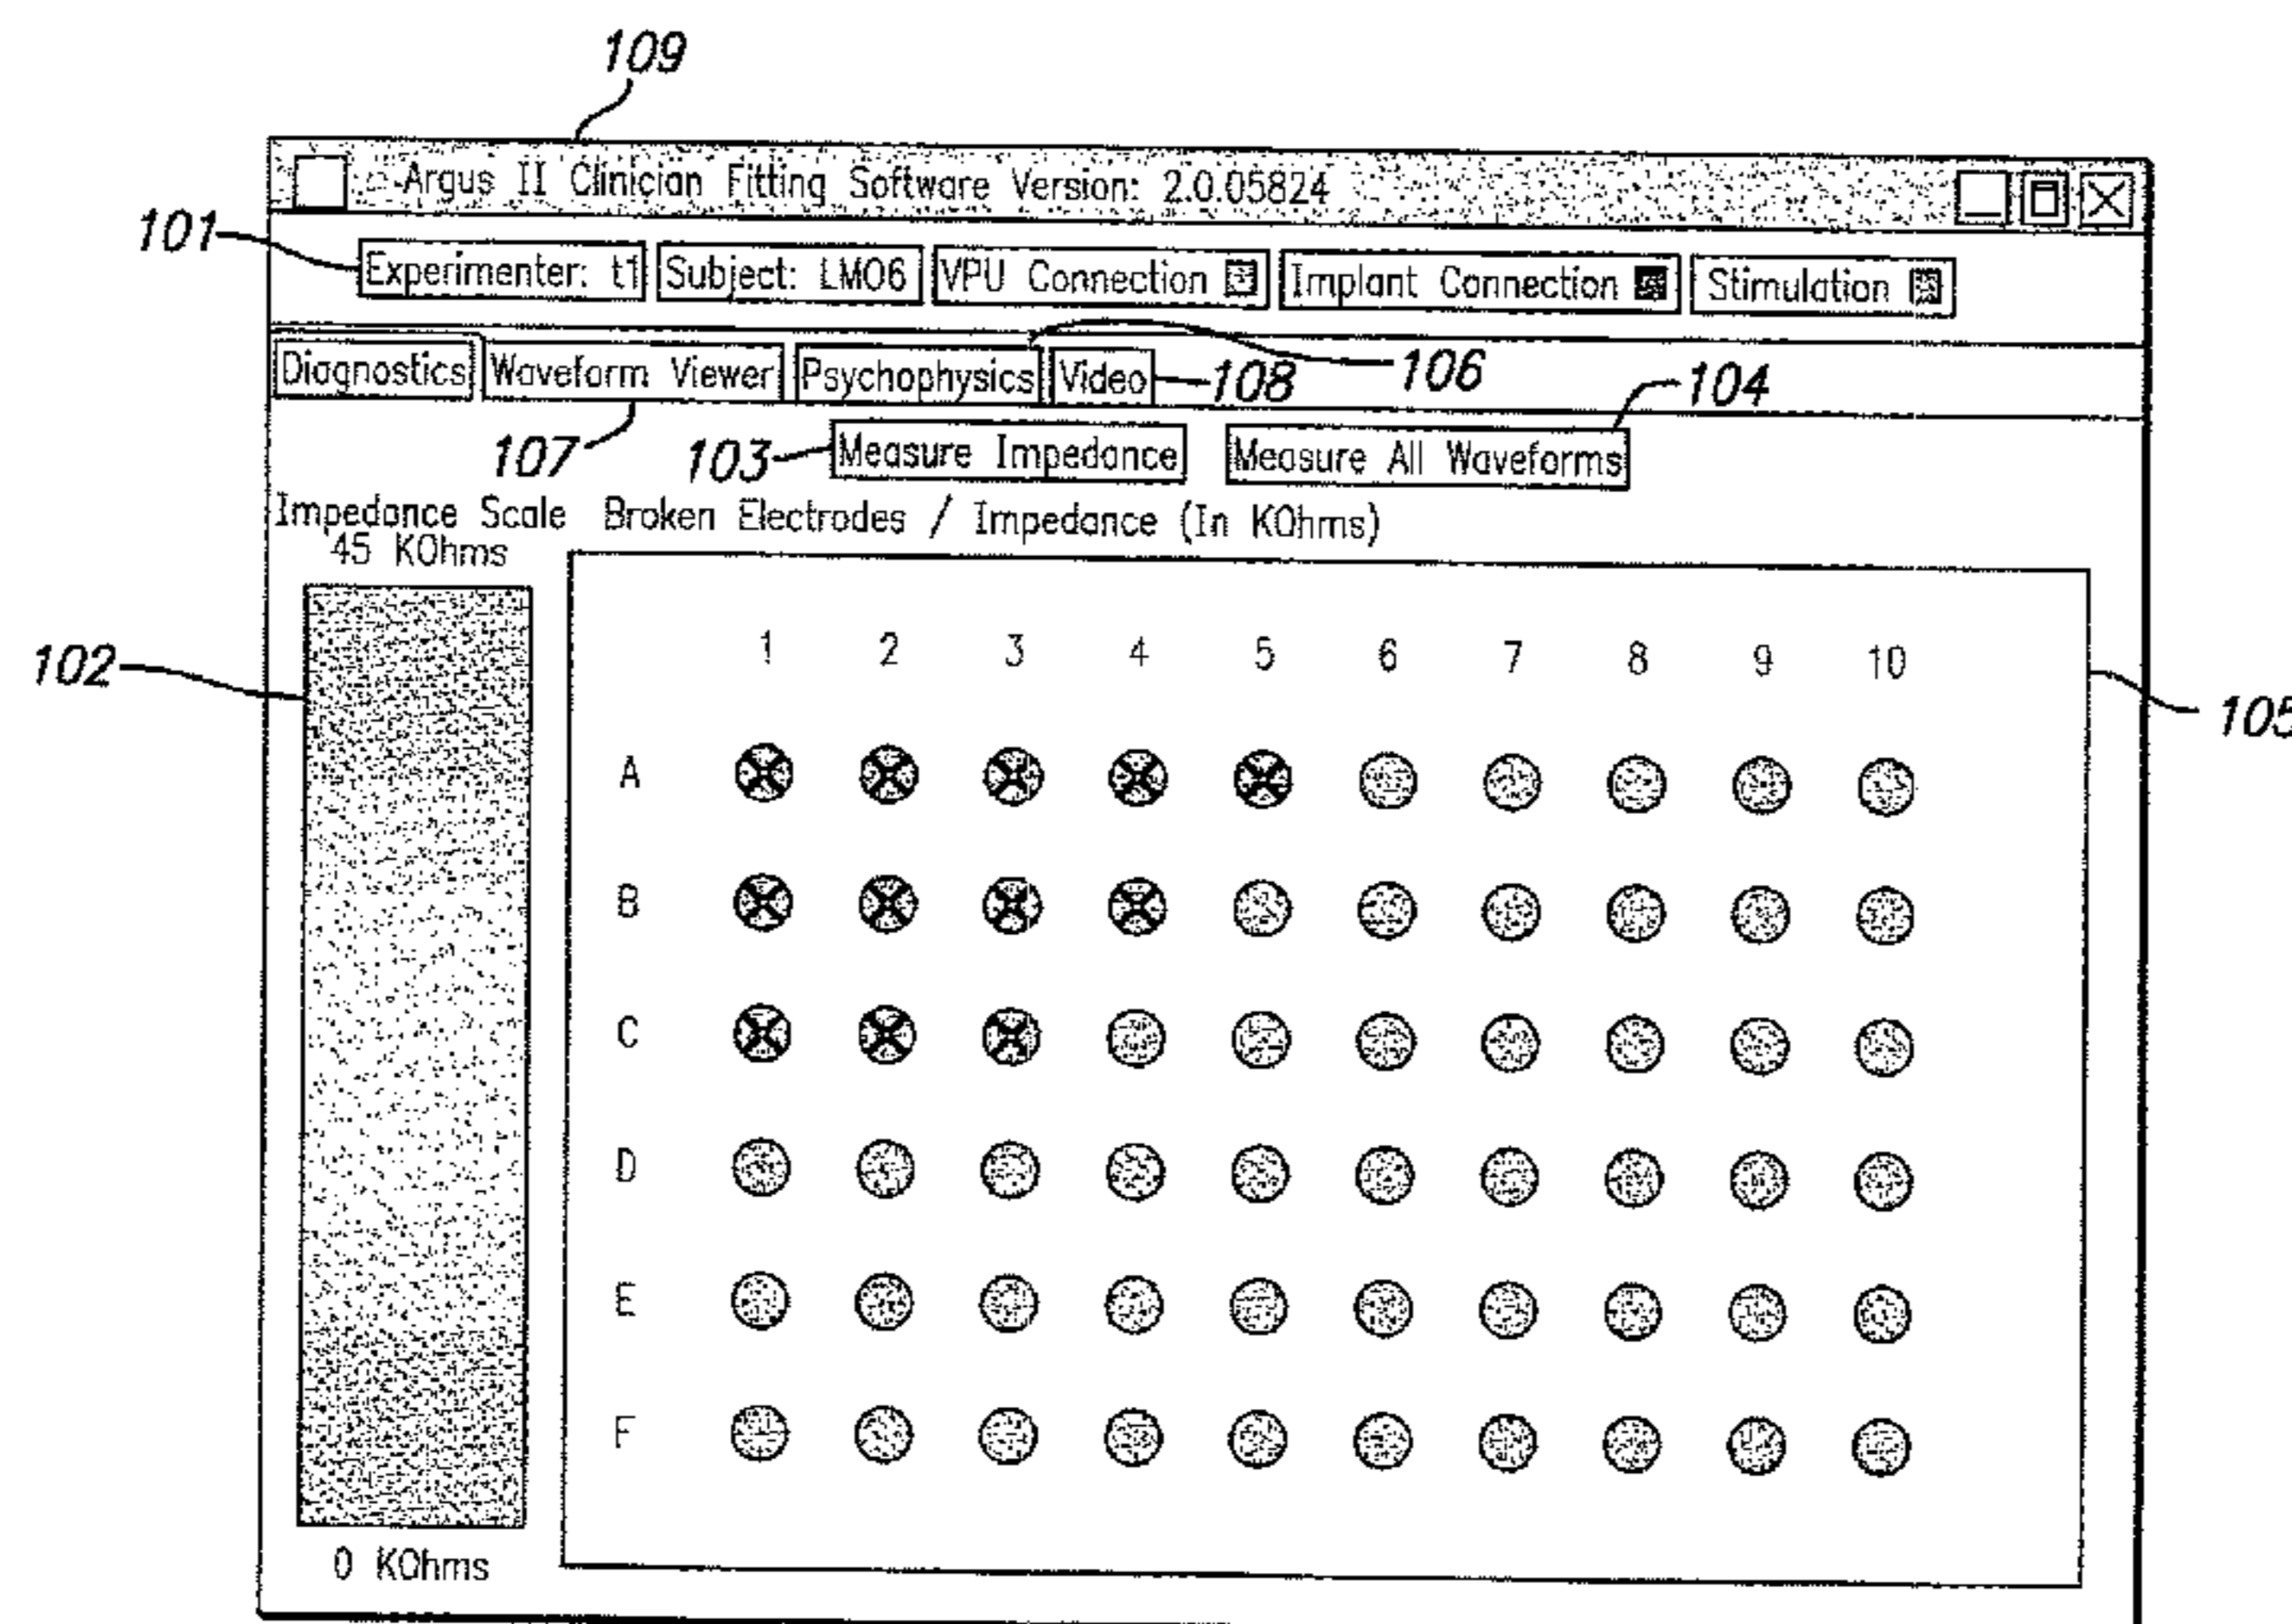 109
Argus II Clinician Fitting Software Version: 2.0.05824
101
Experimenter: t1 Subject: LM06 VPU Connection Implant Connection Stimulation
Diagnostics Waveform Viewer Psychophysics Video 108 106 104
107 103 Measure Impedance Measure All Waveforms
Impedance Scale Broken Electrodes / Impedance (In KOhms)
45 KOhms
102
1 2 3 4 5 6 7 8 9 10
105
A
B
C
D
E
F
0 KOhms